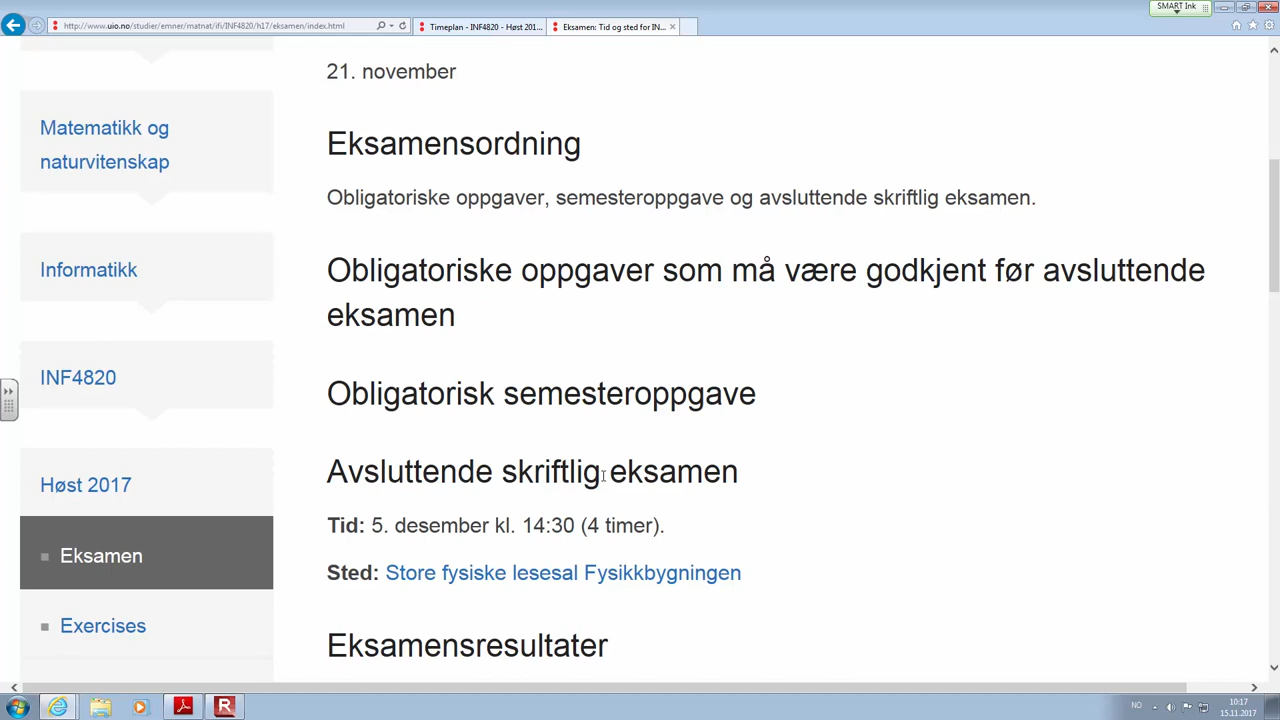 SMART Ink
http://www.uio.no/studier/emner/matnat/ifi/INF4820/h17/eksamen/index.html
Timeplan - INF4820 - Høst 201...
Eksamen: Tid og sted for IN...
21. november
Matematikk og
naturvitenskap
Informatikk
INF4820
Høst 2017
Eksamen
Exercises
Eksamensordning
Obligatoriske oppgaver, semesteroppgave og avsluttende skriftlig eksamen.
Obligatoriske oppgaver som må være godkjent før avsluttende
eksamen
Obligatorisk semesteroppgave
Avsluttende skriftlig eksamen
Tid: 5. desember kl. 14:30 (4 timer).
Sted: Store fysiske lesesal Fysikkbygningen
Eksamensresultater
NO
10:17
15.11.2017